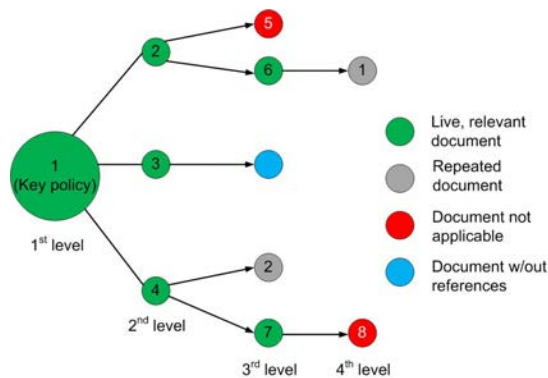 5
2
6
1
1
(Key policy)
3
1st level
4
2
2nd level
7
8
3rd level
4th level
Live, relevant
document
Repeated
document
Document not
applicable
Document w/out
references